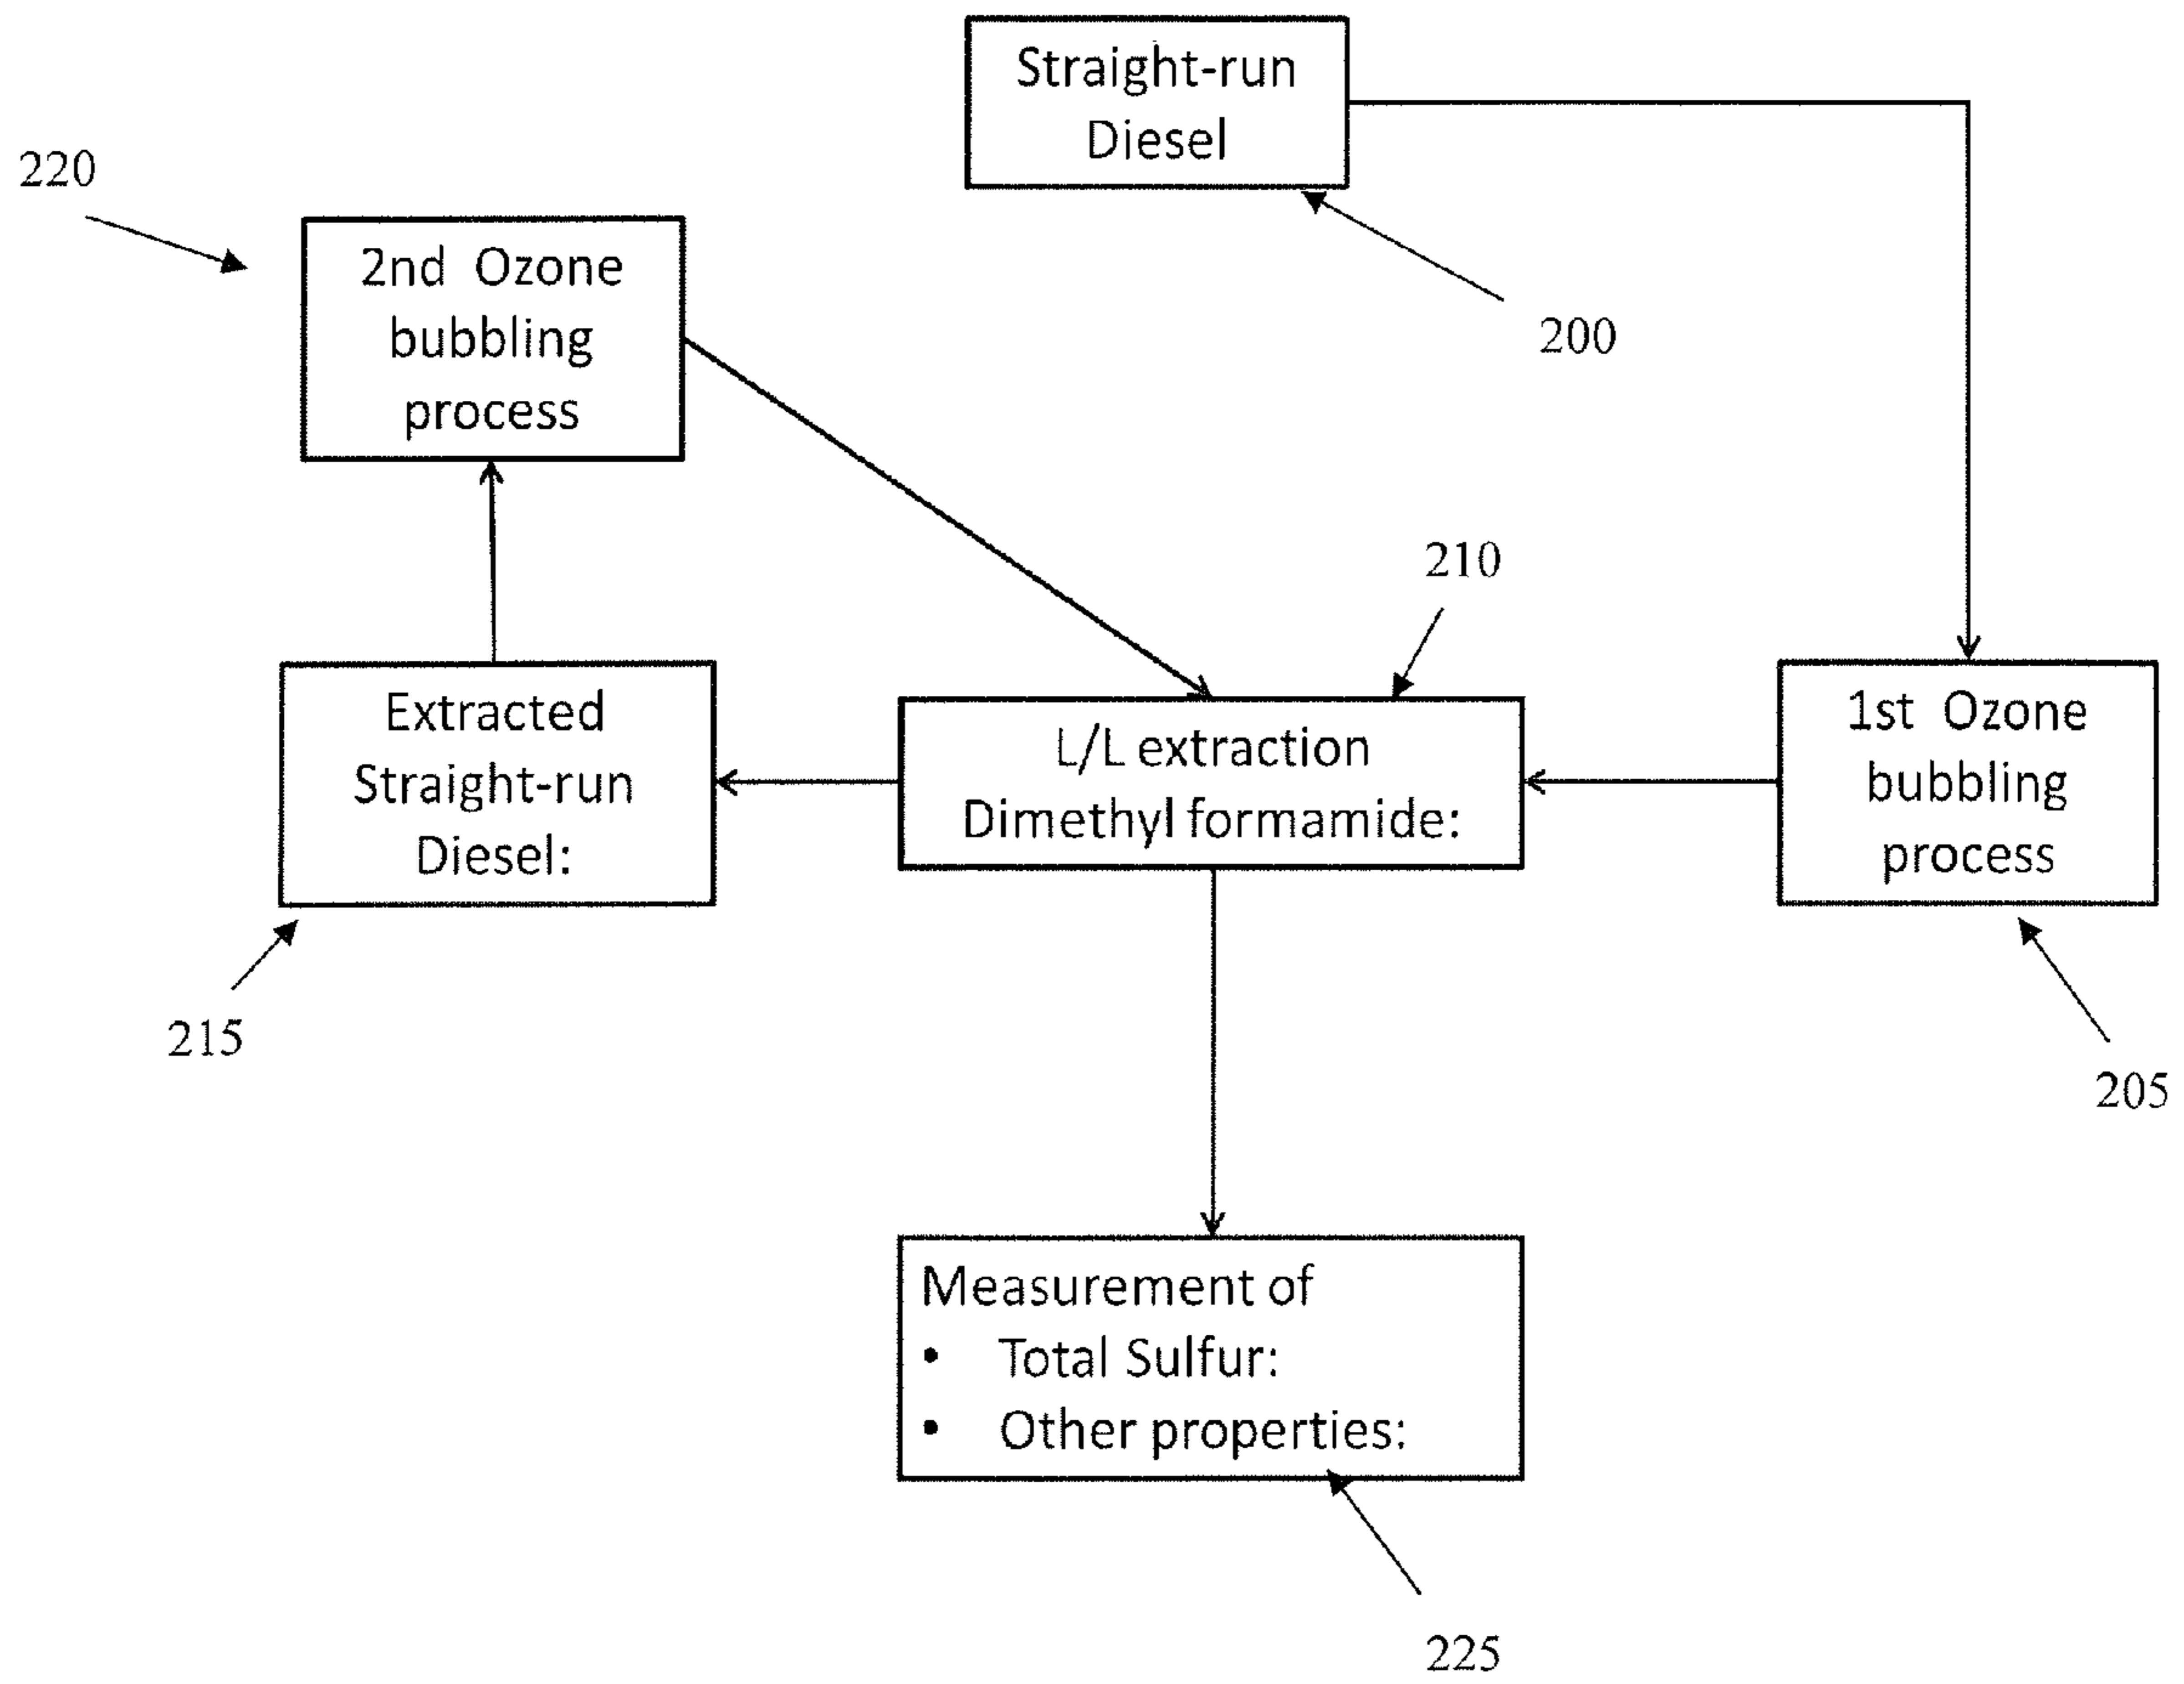 Straight-run
Diesel
220
2nd Ozone
bubbling
process
200
210
Extracted
Straight-run
Diesel:
L/L extraction
Dimethyl formamide:
1st Ozone
bubbling
process
215
205
Measurement of
• Total Sulfur:
• Other properties:
225